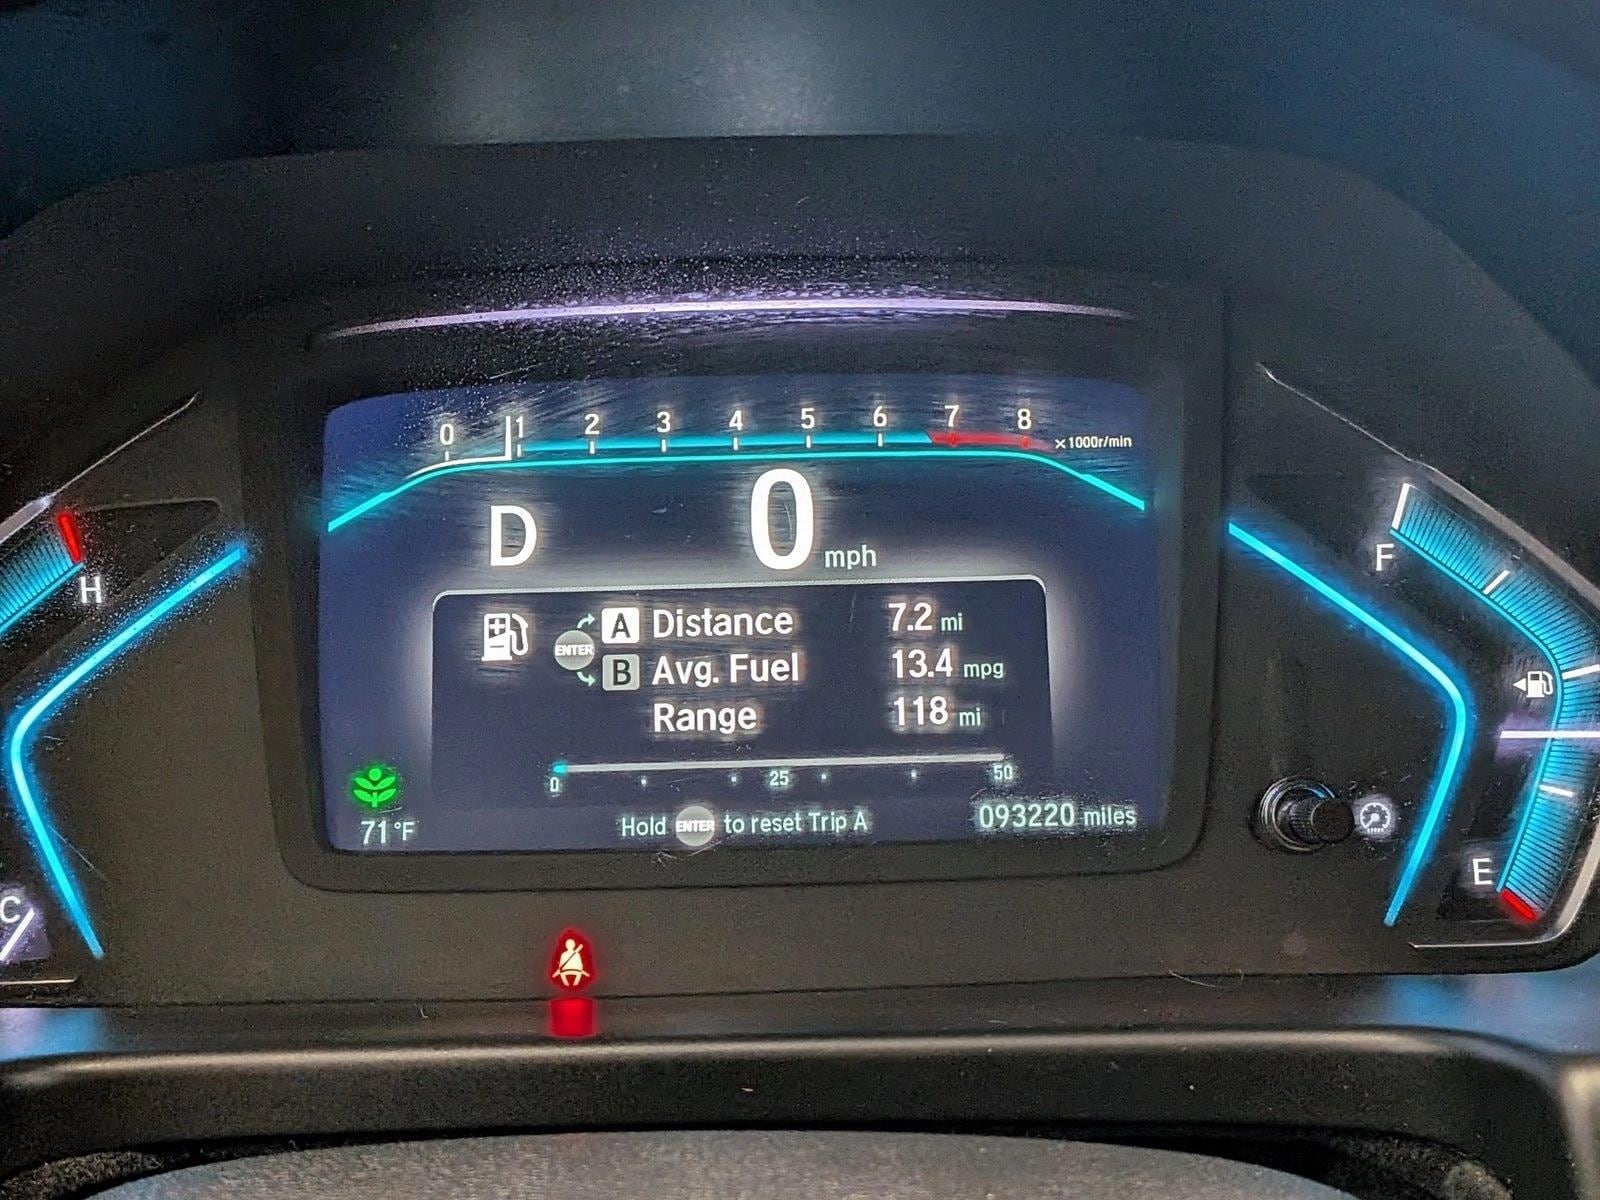 0 1 2 3 4 5 6 7 8 ×1000r/min
D 0 mph
H
F
ENTER A Distance 7.2 mi
B Avg. Fuel 13.4 mpg
Range 118 mi
0 25 50
71°F Hold ENTER to reset Trip A 093220 miles
E
C